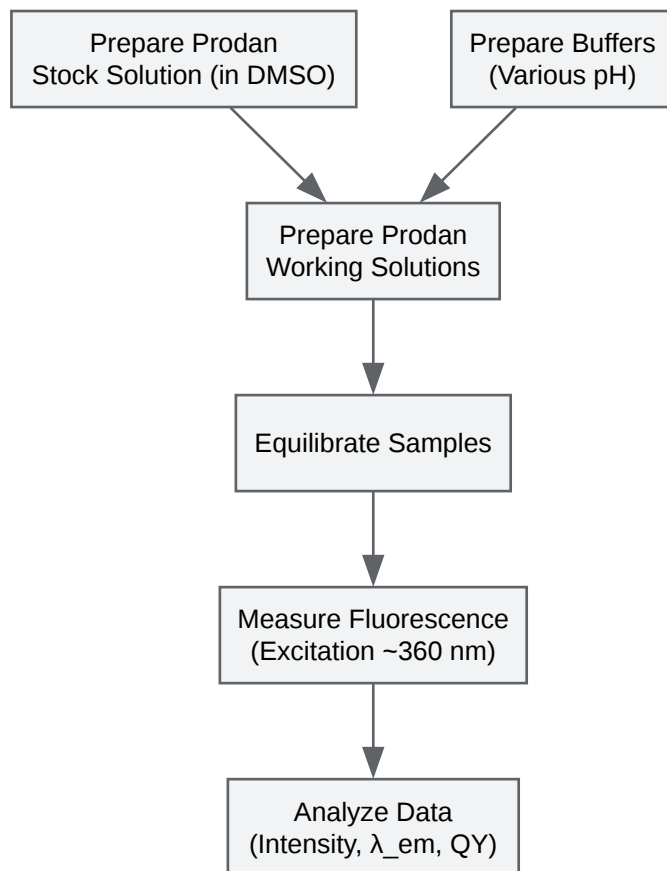 Prepare Prodan
Stock Solution (in DMSO)
Prepare Buffers
(Various pH)
Prepare Prodan
Working Solutions
Equilibrate Samples
Measure Fluorescence
(Excitation ~360 nm)
Analyze Data
(Intensity, λ_em, QY)